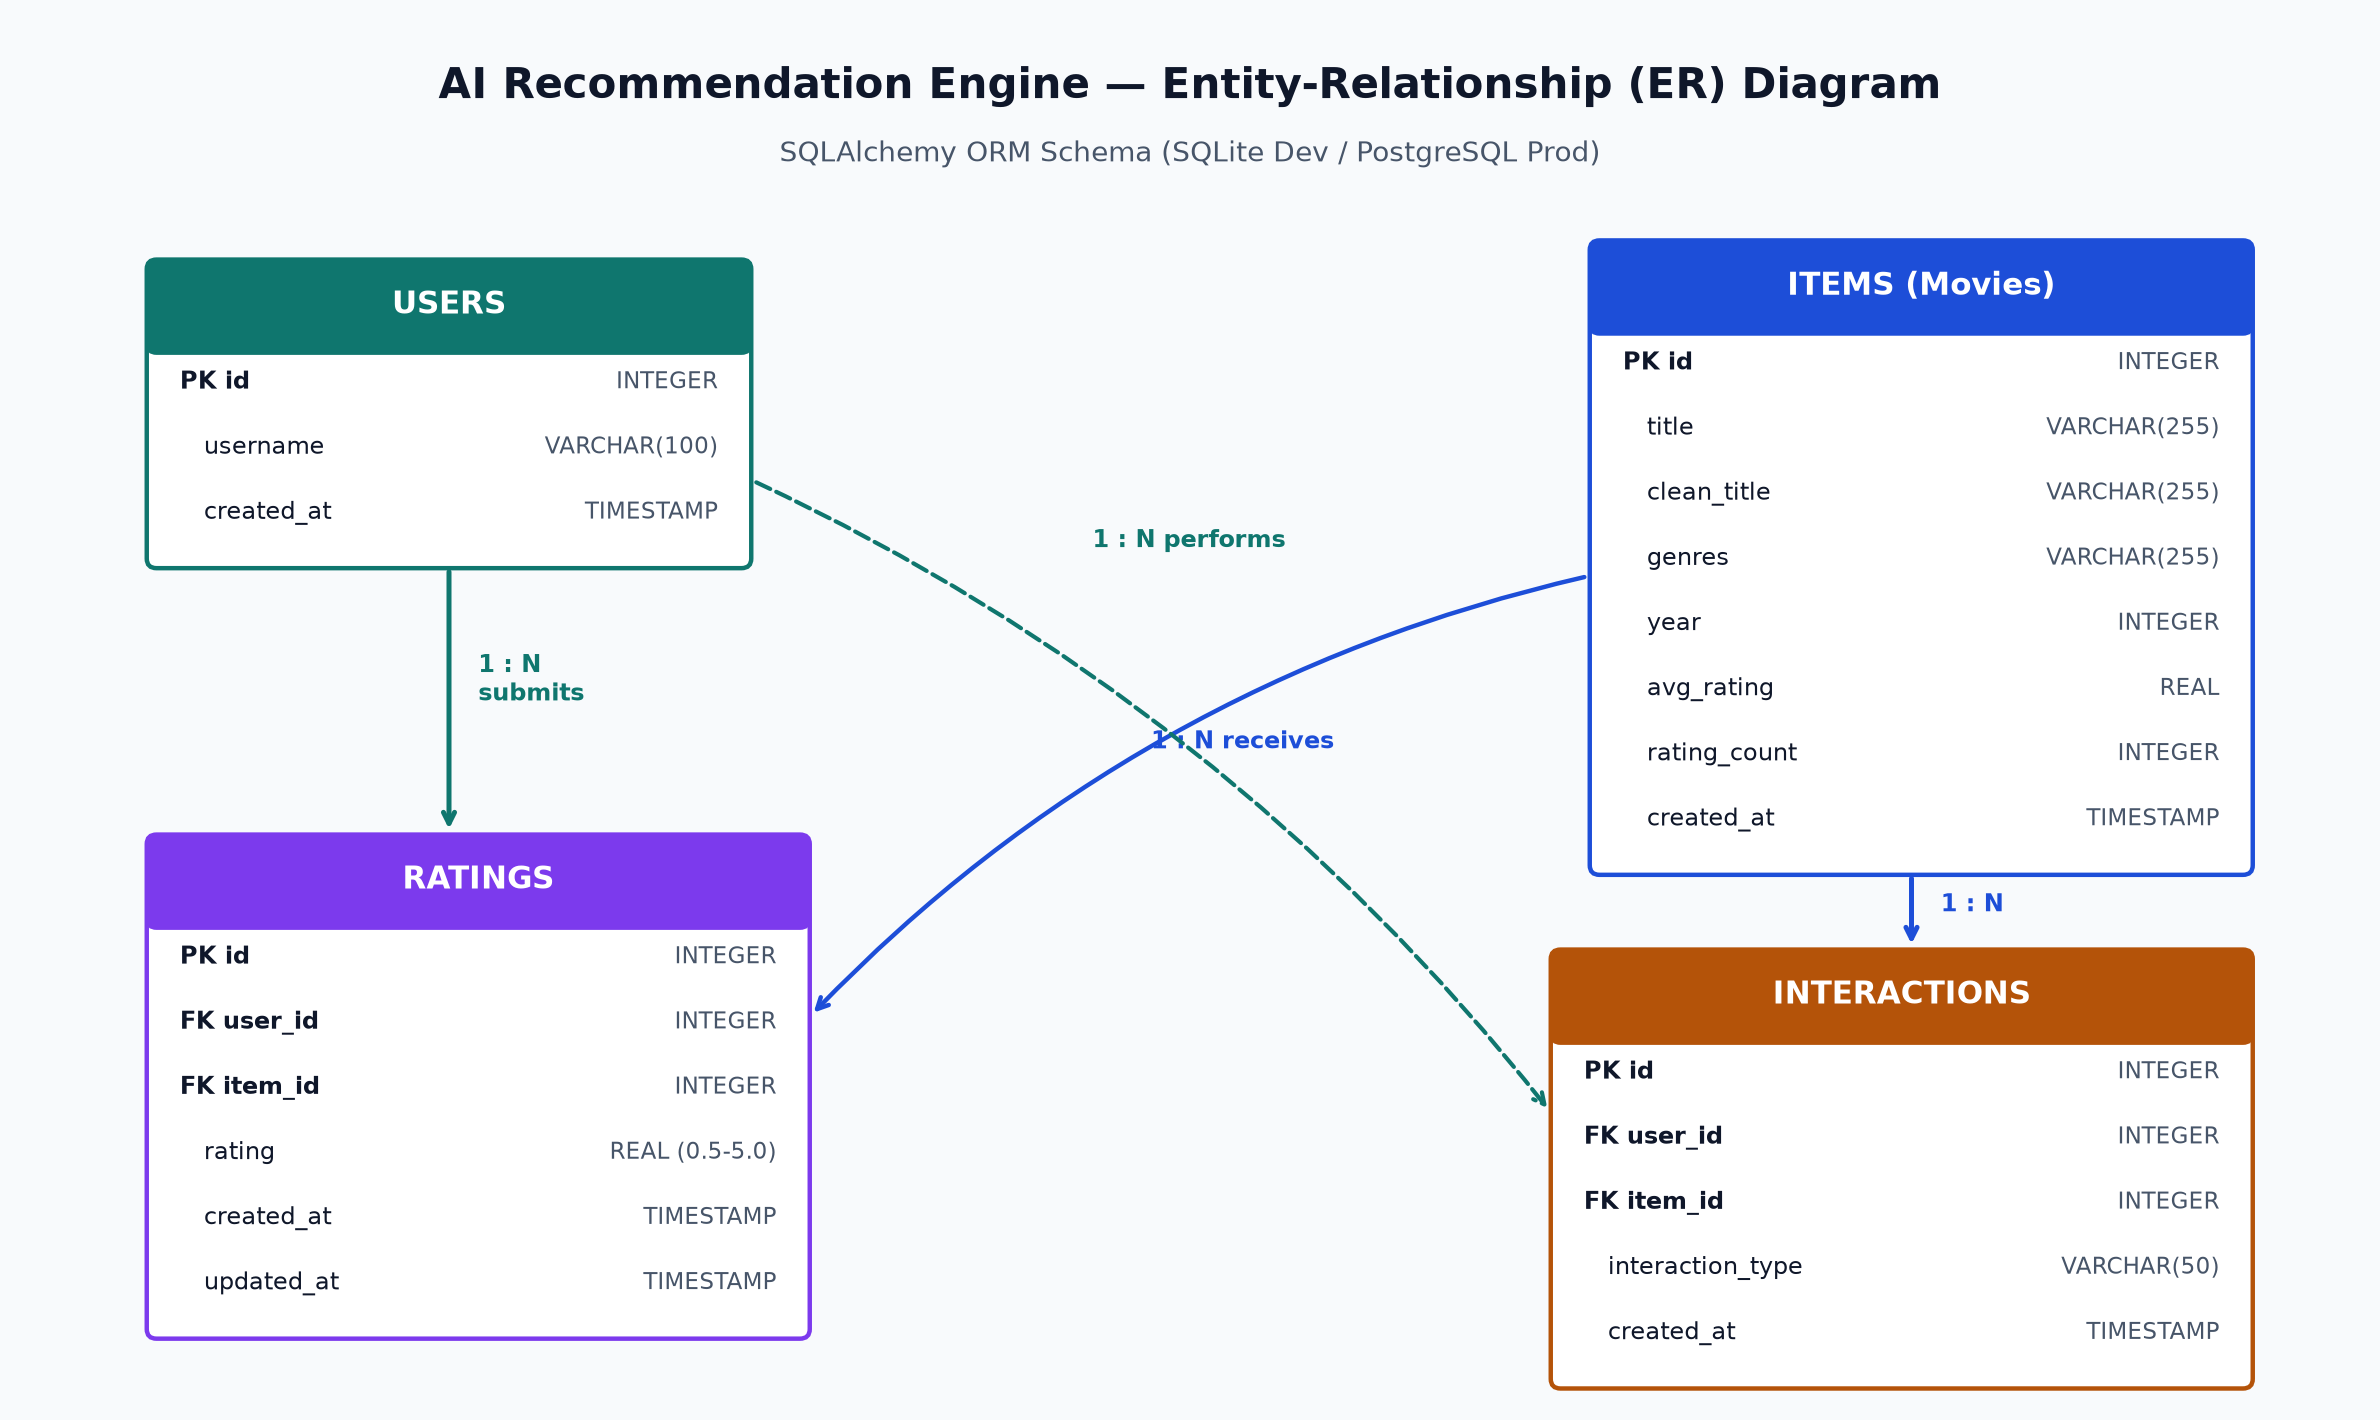 AI Recommendation Engine — Entity-Relationship (ER) Diagram
SQLAlchemy ORM Schema (SQLite Dev / PostgreSQL Prod)
USERS
PK id INTEGER
username VARCHAR(100)
created_at TIMESTAMP
ITEMS (Movies)
PK id INTEGER
title VARCHAR(255)
clean_title VARCHAR(255)
genres VARCHAR(255)
year INTEGER
avg_rating REAL
rating_count INTEGER
created_at TIMESTAMP
1 : N performs
1 : N
submits
1 : N receives
1 : N
RATINGS
PK id INTEGER
FK user_id INTEGER
FK item_id INTEGER
rating REAL (0.5-5.0)
created_at TIMESTAMP
updated_at TIMESTAMP
INTERACTIONS
PK id INTEGER
FK user_id INTEGER
FK item_id INTEGER
interaction_type VARCHAR(50)
created_at TIMESTAMP